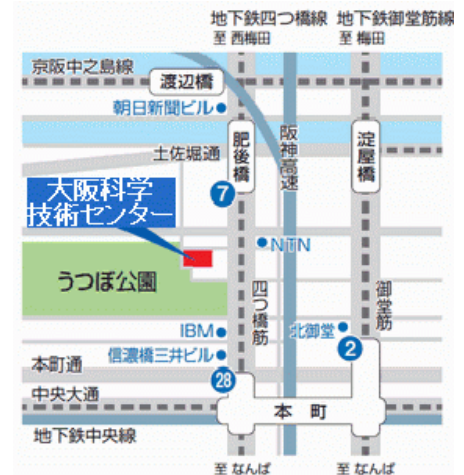 地下鉄四つ橋線
地下鉄御堂筋線
至 西梅田
至 梅田
京阪中之島線
渡辺橋
朝日新聞ビル
肥後橋
阪神高速
淀屋橋
土佐堀通
7
大阪科学
技術センター
NTN
うつぼ公園
四つ橋筋
御堂筋
IBM
北御堂
2
信濃橋三井ビル
本町通
28
中央大通
本町
地下鉄中央線
至 なんば
至 なんば